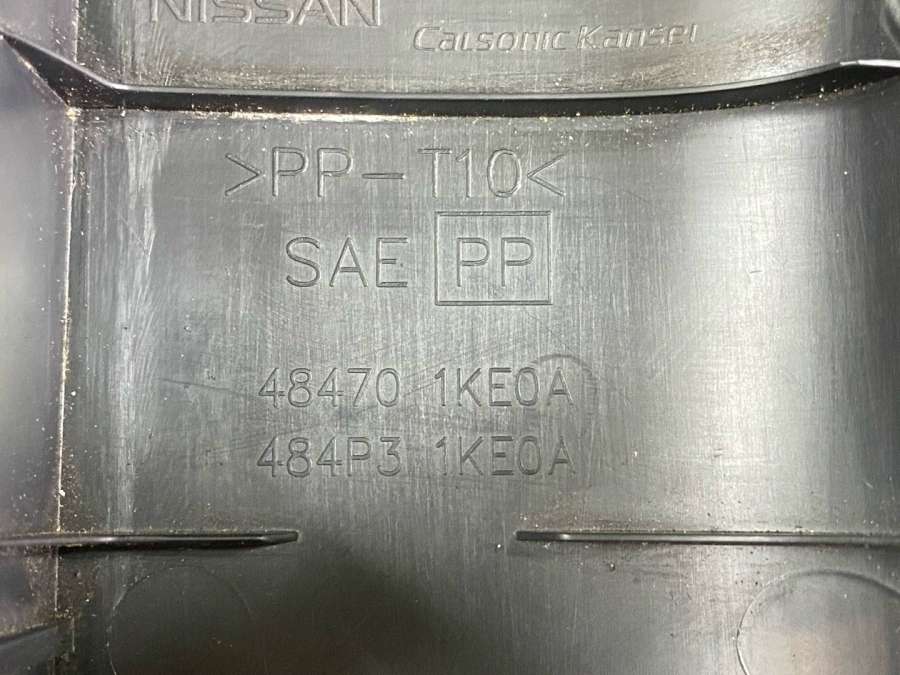 NISSAN
Calsonic Kansei
>PP-T10<
SAE PP
48470 1KE0A
484P3 1KE0A